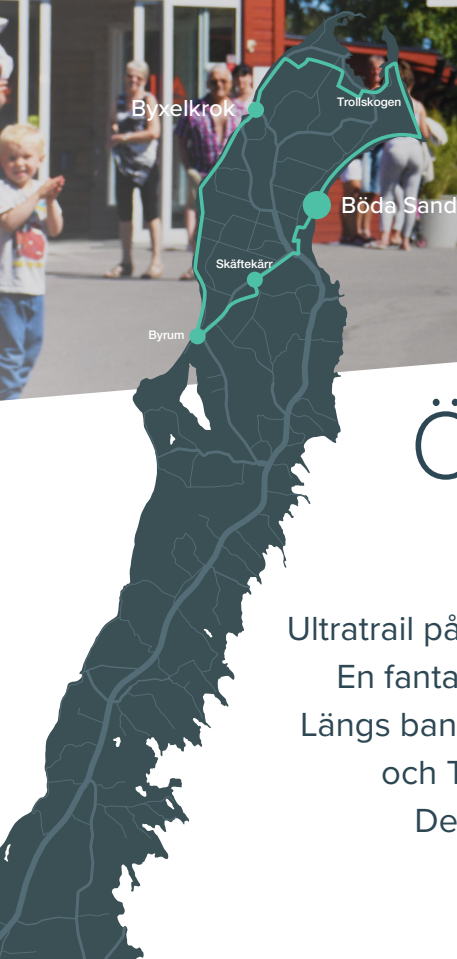 Trollskogen
Byxelkrok
Böda Sand
Skäftekärr
Byrum
Ö
Ultratrail på
En fanta
Längs ban
och T
De